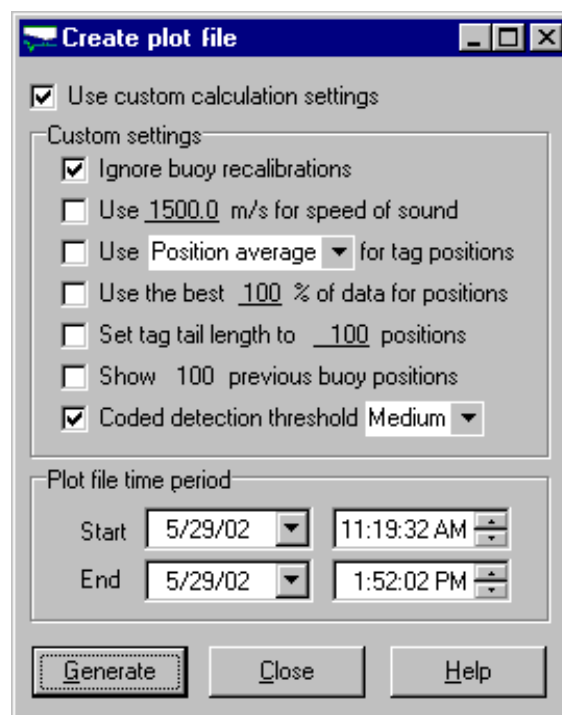 Create plot file
Use custom calculation settings
Custom settings
Ignore buoy recalibrations
Use 1500.0 m/s for speed of sound
Use Position average for tag positions
Use the best 100 % of data for positions
Set tag tail length to 100 positions
Show 100 previous buoy positions
Coded detection threshold Medium
Plot file time period
Start 5/29/02 11:19:32 AM
End 5/29/02 1:52:02 PM
Generate Close Help